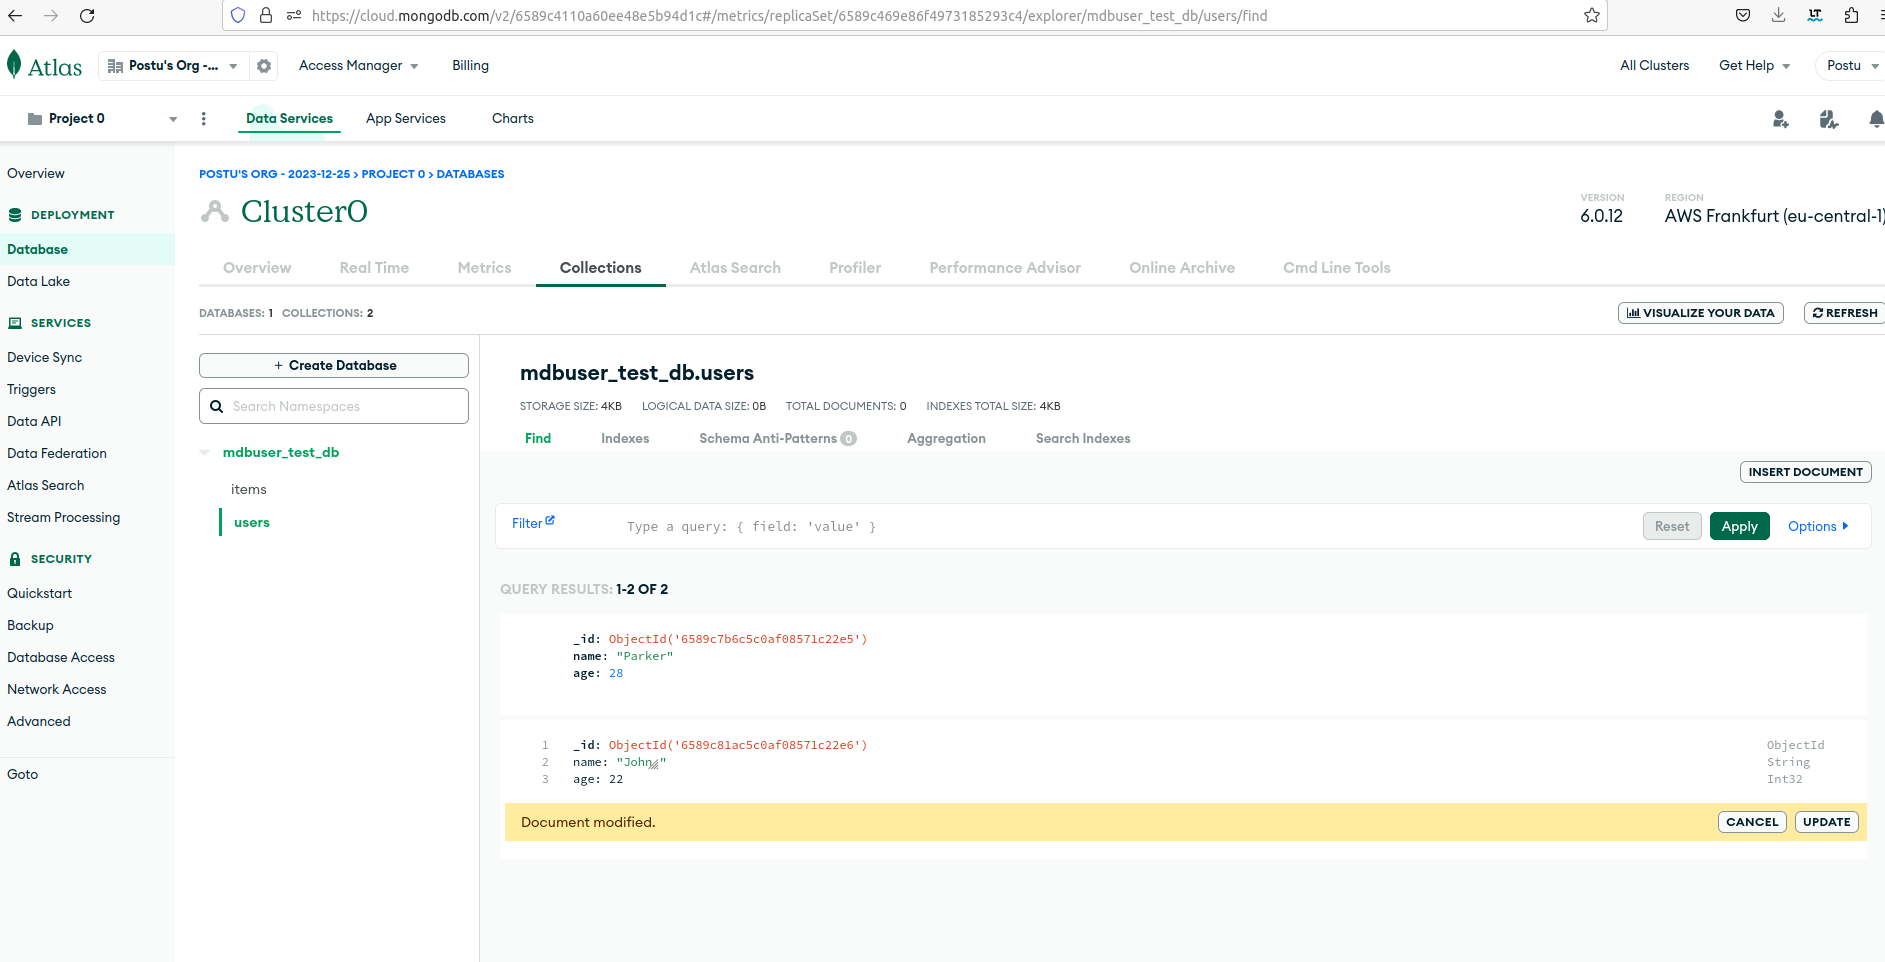 https://cloud.mongodb.com/v2/6589c4110a60ee48e5b94d1c#/metrics/replicaSet/6589c469e86f4973185293c4/explorer/mdbuser_test_db/users/find
Atlas
Postu's Org -...
Access Manager
Billing
All Clusters
Get Help
Postu
Project 0
Data Services
App Services
Charts
Overview
DEPLOYMENT
Database
Data Lake
SERVICES
Device Sync
Triggers
Data API
Data Federation
Atlas Search
Stream Processing
SECURITY
Quickstart
Backup
Database Access
Network Access
Advanced
Goto
POSTU'S ORG - 2023-12-25 > PROJECT 0 > DATABASES
Cluster0
VERSION
6.0.12
REGION
AWS Frankfurt (eu-central-1)
Overview
Real Time
Metrics
Collections
Atlas Search
Profiler
Performance Advisor
Online Archive
Cmd Line Tools
DATABASES: 1 COLLECTIONS: 2
VISUALIZE YOUR DATA
REFRESH
+ Create Database
Search Namespaces
mdbuser_test_db
items
users
mdbuser_test_db.users
STORAGE SIZE: 4KB LOGICAL DATA SIZE: 0B TOTAL DOCUMENTS: 0 INDEXES TOTAL SIZE: 4KB
Find
Indexes
Schema Anti-Patterns 0
Aggregation
Search Indexes
INSERT DOCUMENT
Filter
Type a query: { field: 'value' }
Reset
Apply
Options
QUERY RESULTS: 1-2 OF 2
_id: ObjectId('6589c7b6c5c0af08571c22e5')
name: "Parker"
age: 28
1 _id: ObjectId('6589c81ac5c0af08571c22e6') ObjectId
2 name: "John" String
3 age: 22 Int32
Document modified.
CANCEL
UPDATE